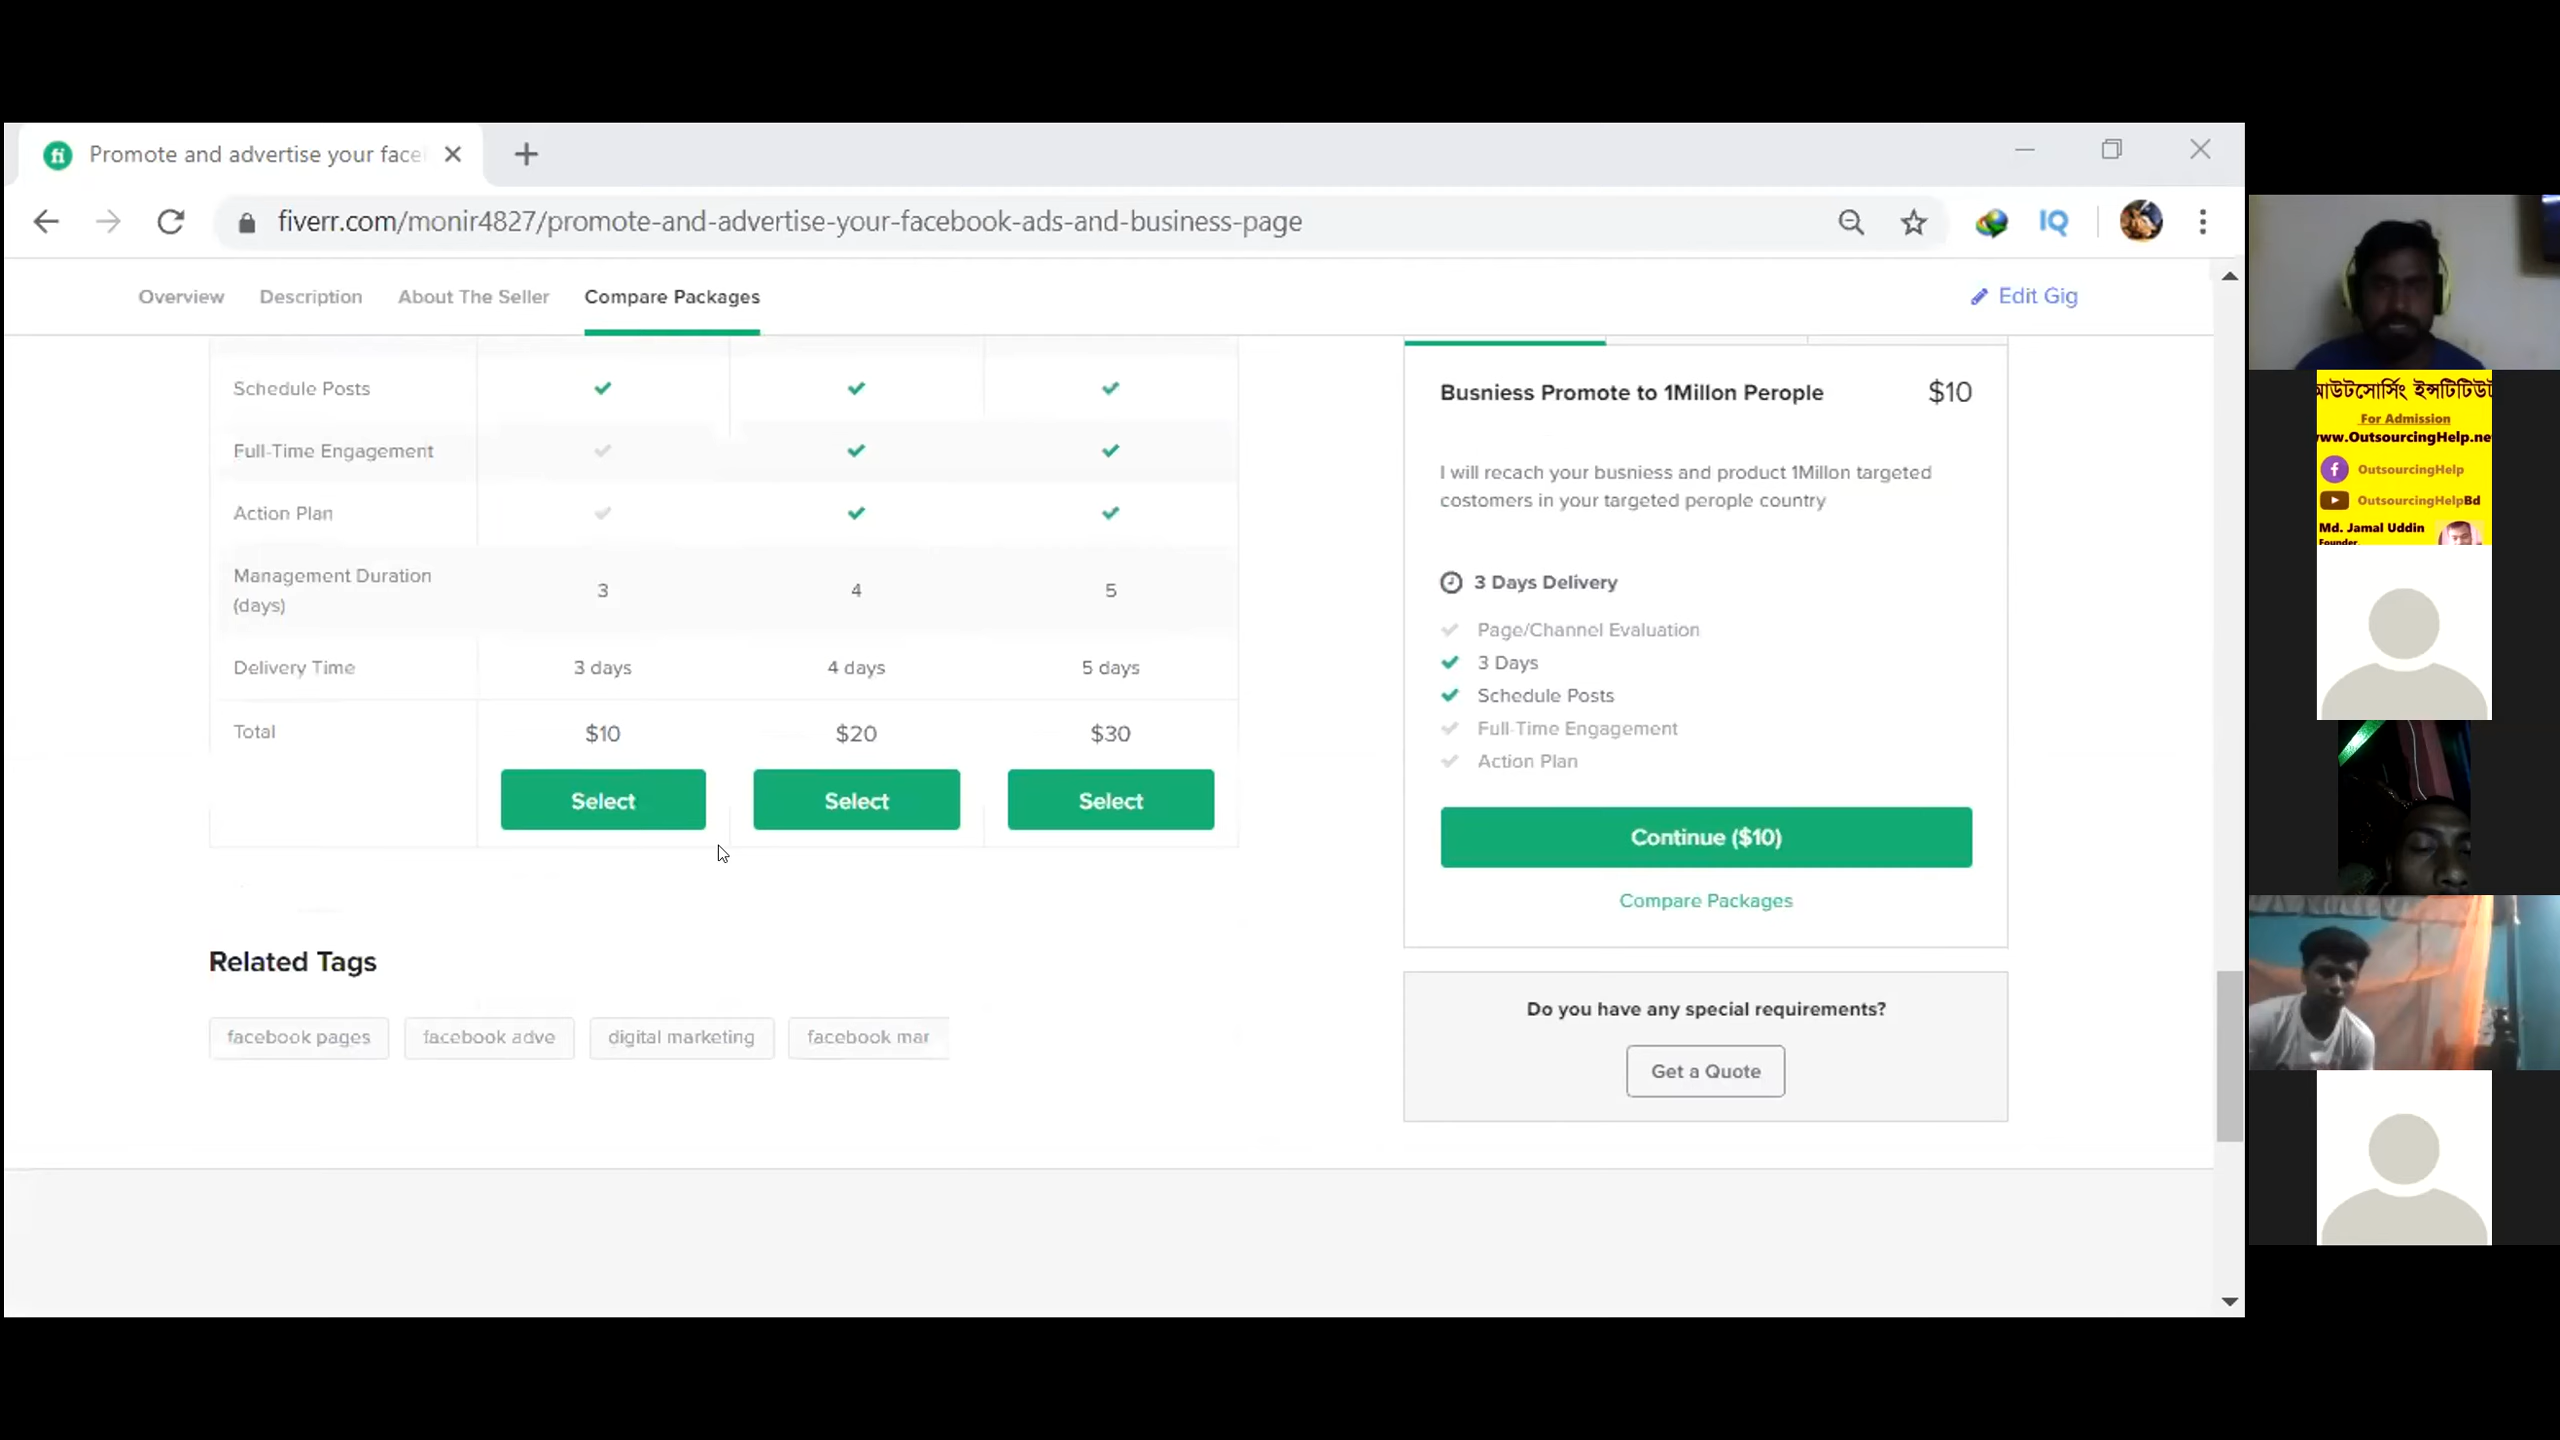 Promote and advertise your face
fiverr.com/monir4827/promote-and-advertise-your-facebook-ads-and-business-page
IQ
Overview Description About The Seller Compare Packages
Edit Gig
Schedule Posts
Full-Time Engagement
Action Plan
Management Duration
(days)
3 4 5
Delivery Time 3 days 4 days 5 days
Total $10 $20 $30
Select Select Select
Related Tags
facebook pages facebook adve digital marketing facebook mar
Busniess Promote to 1Millon Perople $10
I will recach your busniess and product 1Millon targeted
costomers in your targeted perople country
3 Days Delivery
Page/Channel Evaluation
3 Days
Schedule Posts
Full-Time Engagement
Action Plan
Continue ($10)
Compare Packages
Do you have any special requirements?
Get a Quote
আউটসোর্সিং ইন্সটিটিউট
For Admission
www.OutsourcingHelp.ne
OutsourcingHelp
OutsourcingHelpBd
Md. Jamal Uddin
Founder,